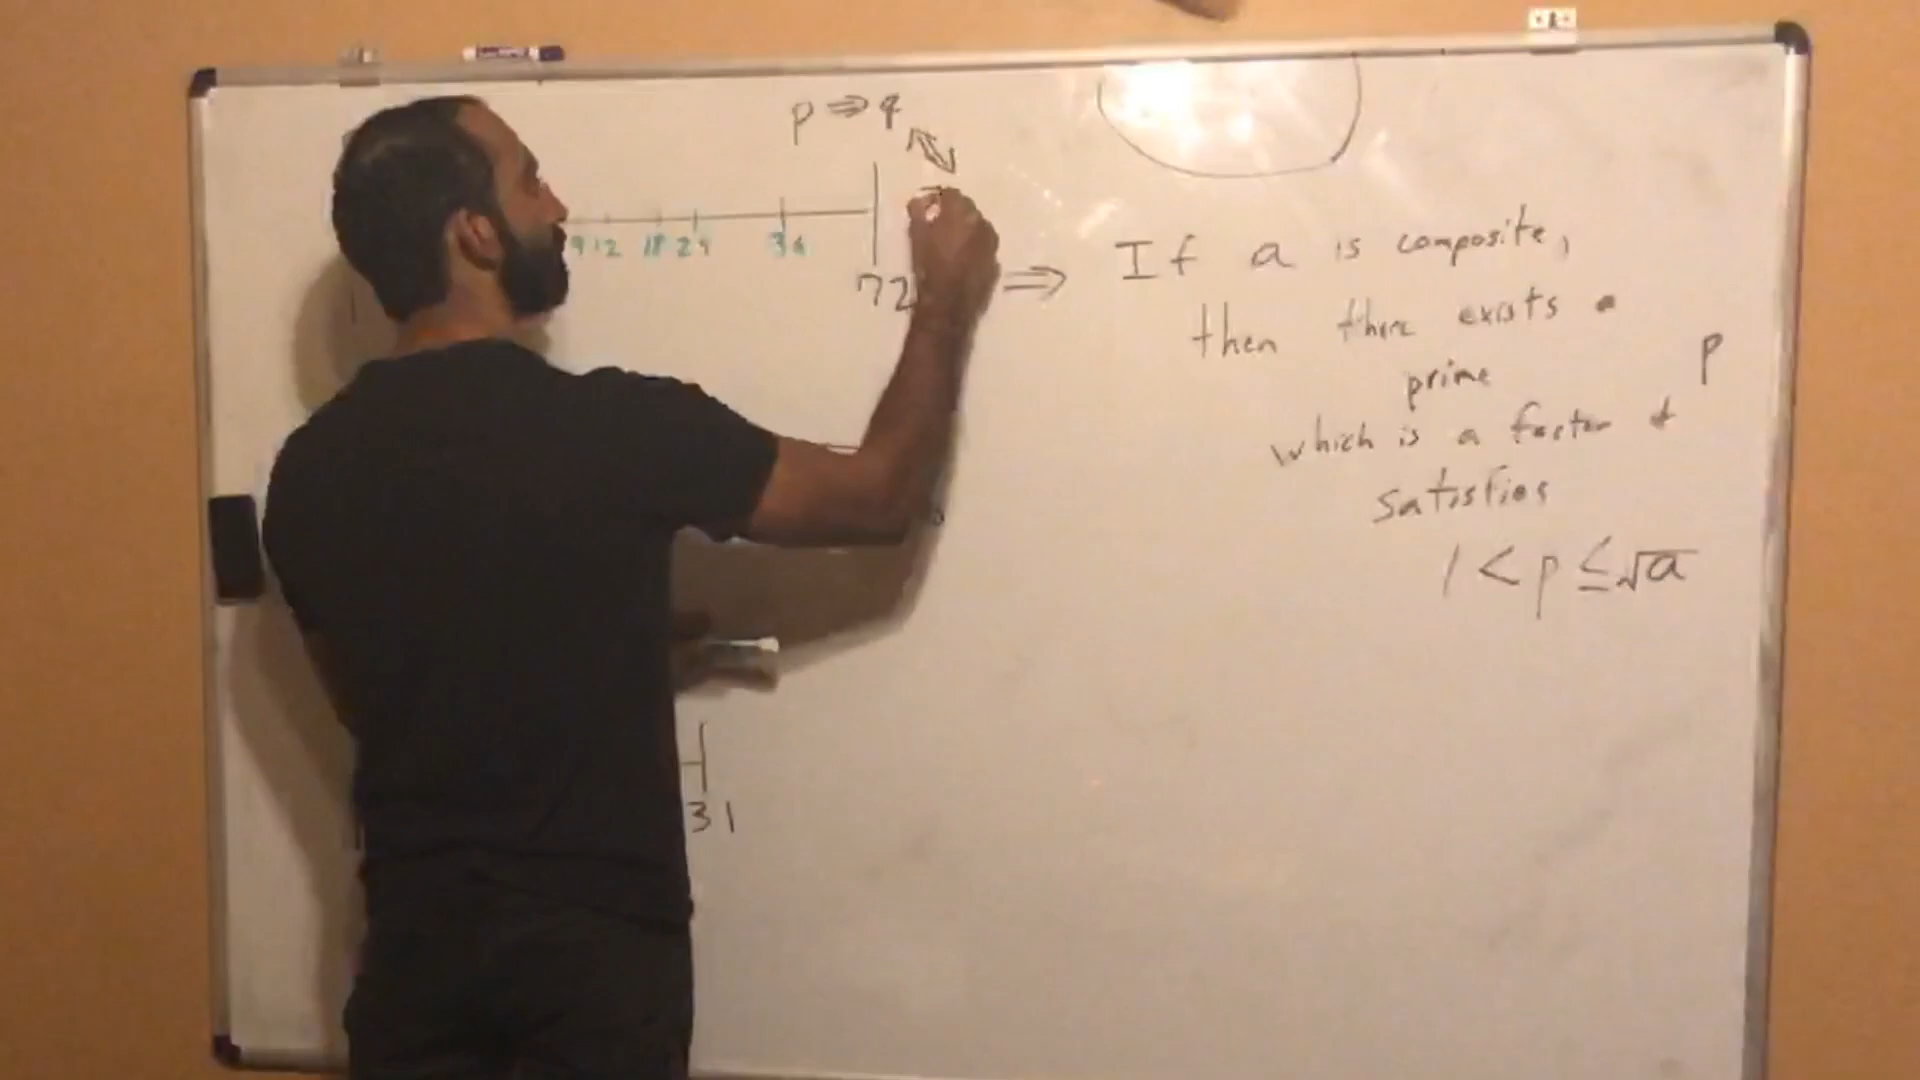 p ⇒ q
9 12 18 24 36
72
⇒ If a is composite,
then there exists a
prime p
which is a factor &
satisfies
1 < p ≤ √a
31